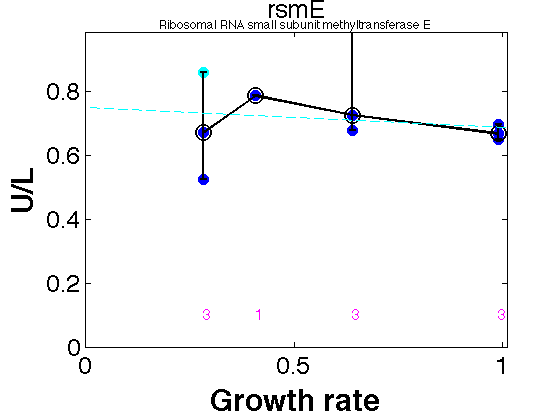 rsmE
Ribosomal RNA small subunit methyltransferase E
0.8
0.6
0.4
0.2
0
U/L
3 1 3 3
0 0.5 1
Growth rate